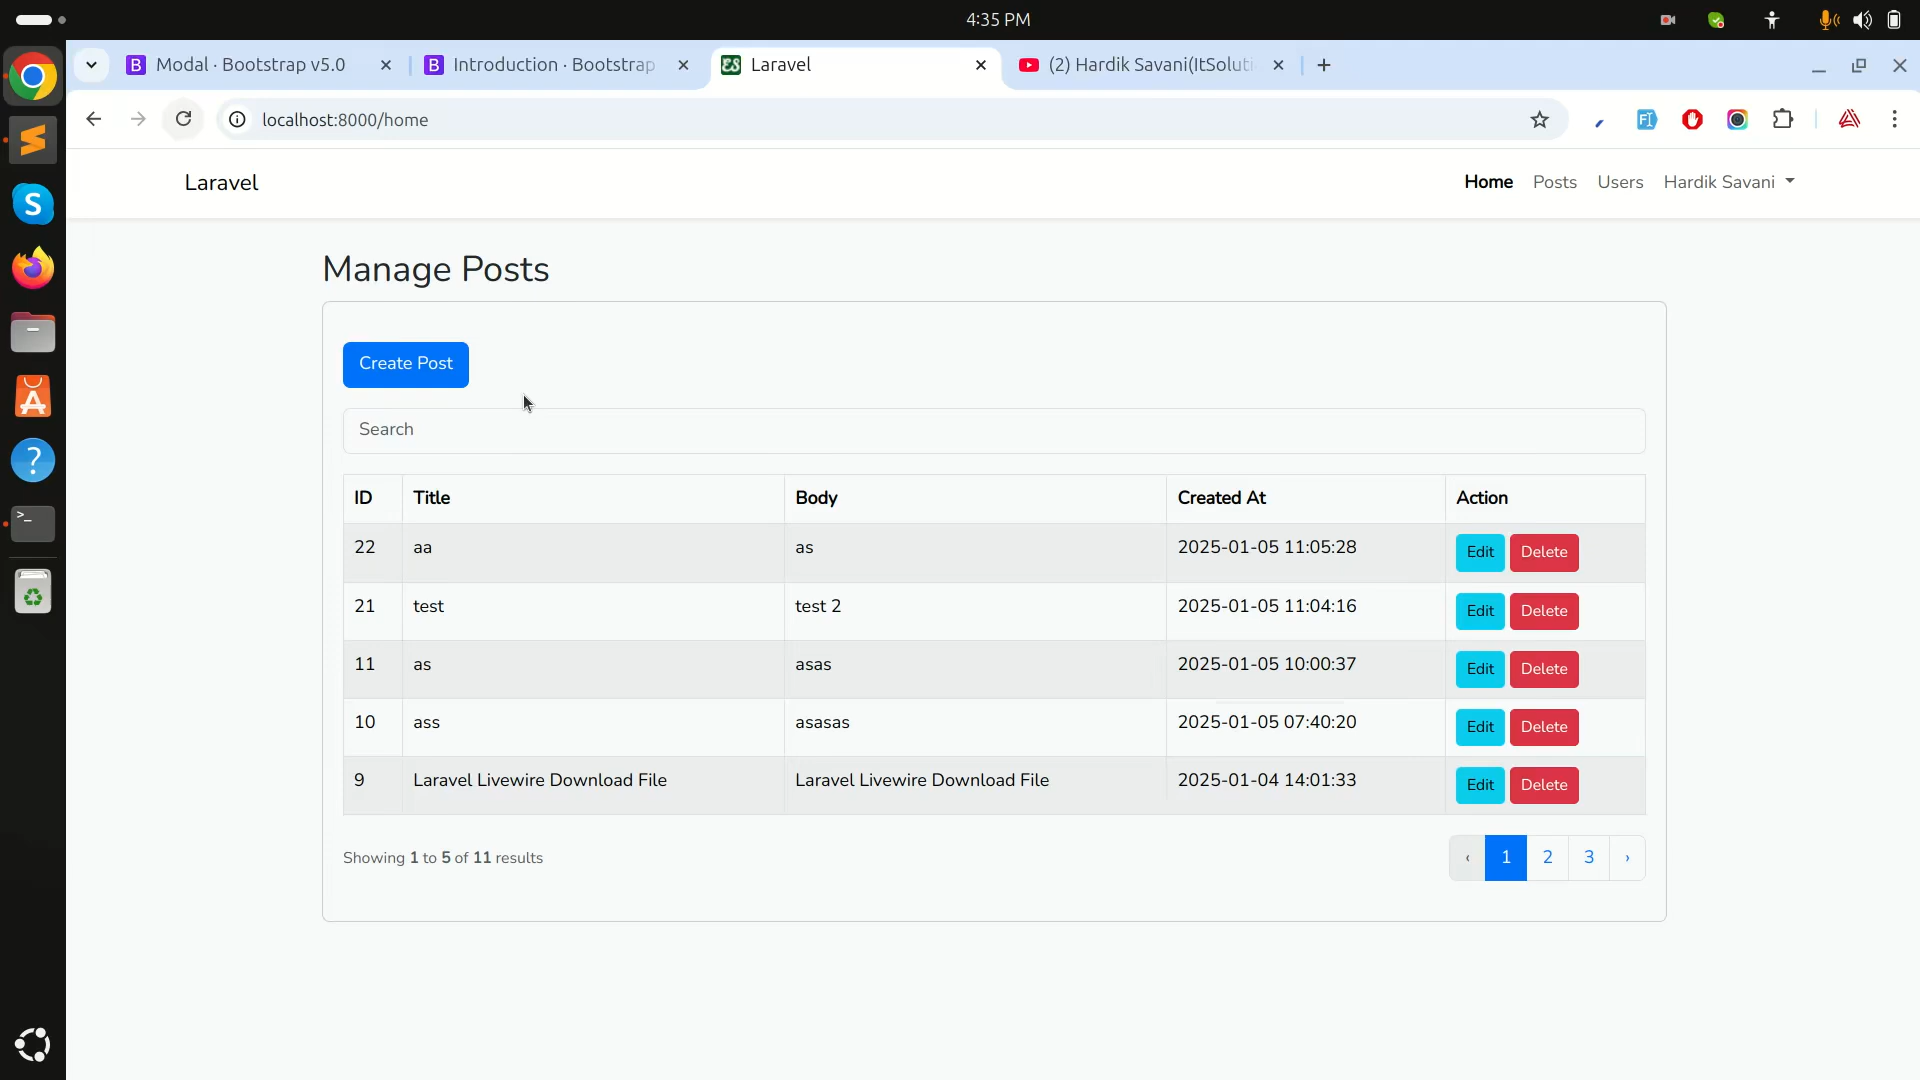 4:35 PM
Modal · Bootstrap v5.0
Introduction · Bootstrap
Laravel
(2) Hardik Savani(ItSoluti
localhost:8000/home
Laravel
Home Posts Users Hardik Savani
Manage Posts
Create Post
Search
ID Title Body Created At Action
22 aa as 2025-01-05 11:05:28 Edit Delete
21 test test 2 2025-01-05 11:04:16 Edit Delete
11 as asas 2025-01-05 10:00:37 Edit Delete
10 ass asasas 2025-01-05 07:40:20 Edit Delete
9 Laravel Livewire Download File Laravel Livewire Download File 2025-01-04 14:01:33 Edit Delete
Showing 1 to 5 of 11 results
‹ 1 2 3 ›